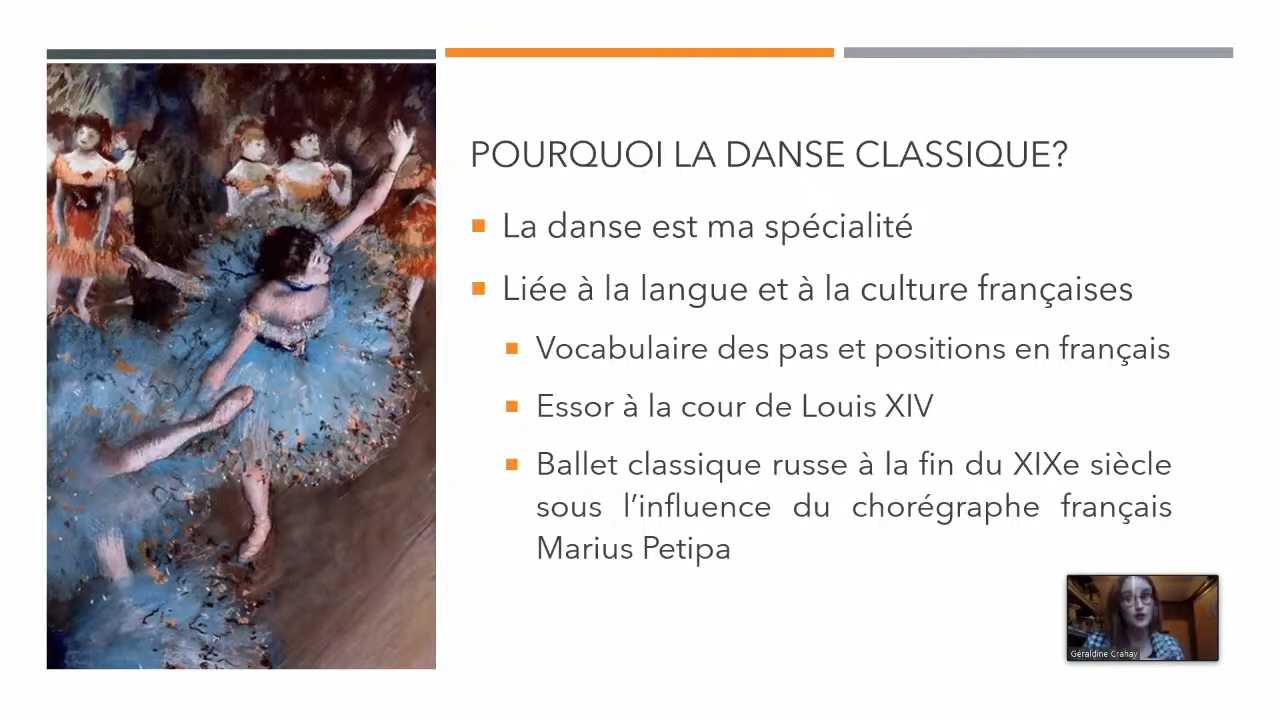 POURQUOI LA DANSE CLASSIQUE?
La danse est ma spécialité
Liée à la langue et à la culture françaises
Vocabulaire des pas et positions en français
Essor à la cour de Louis XIV
Ballet classique russe à la fin du XIXe siècle
sous l’influence du chorégraphe français
Marius Petipa
Géraldine Crahay